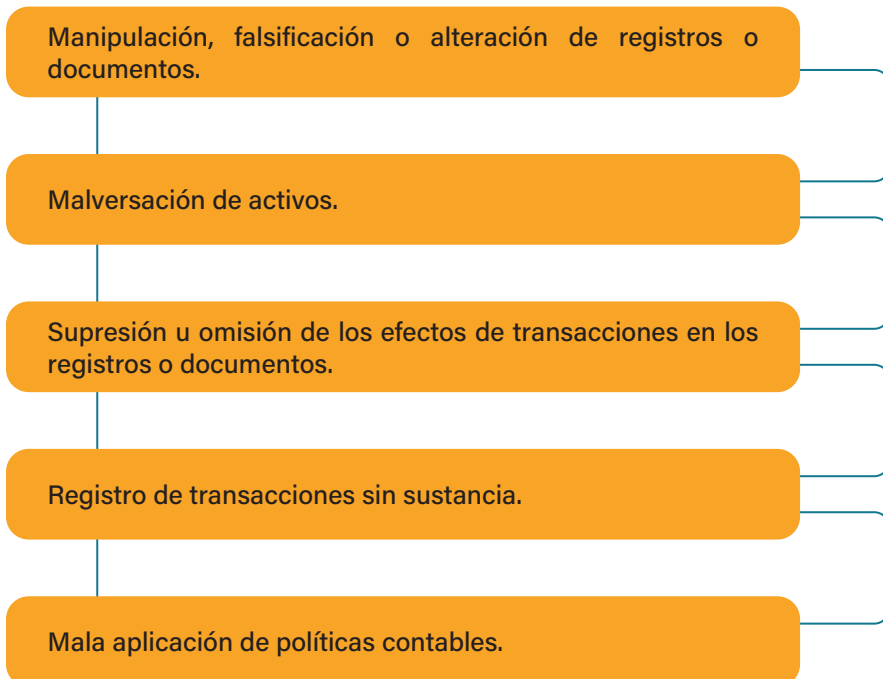 Manipulación, falsificación o alteración de registros o
documentos.
Malversación de activos.
Supresión u omisión de los efectos de transacciones en los
registros o documentos.
Registro de transacciones sin sustancia.
Mala aplicación de políticas contables.